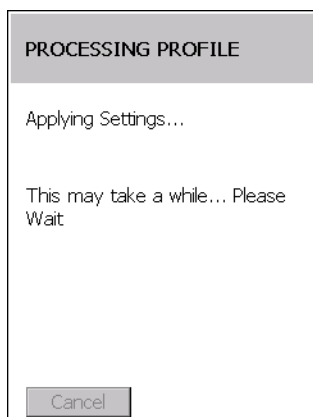 PROCESSING PROFILE
Applying Settings...
This may take a while... Please
Wait
Cancel